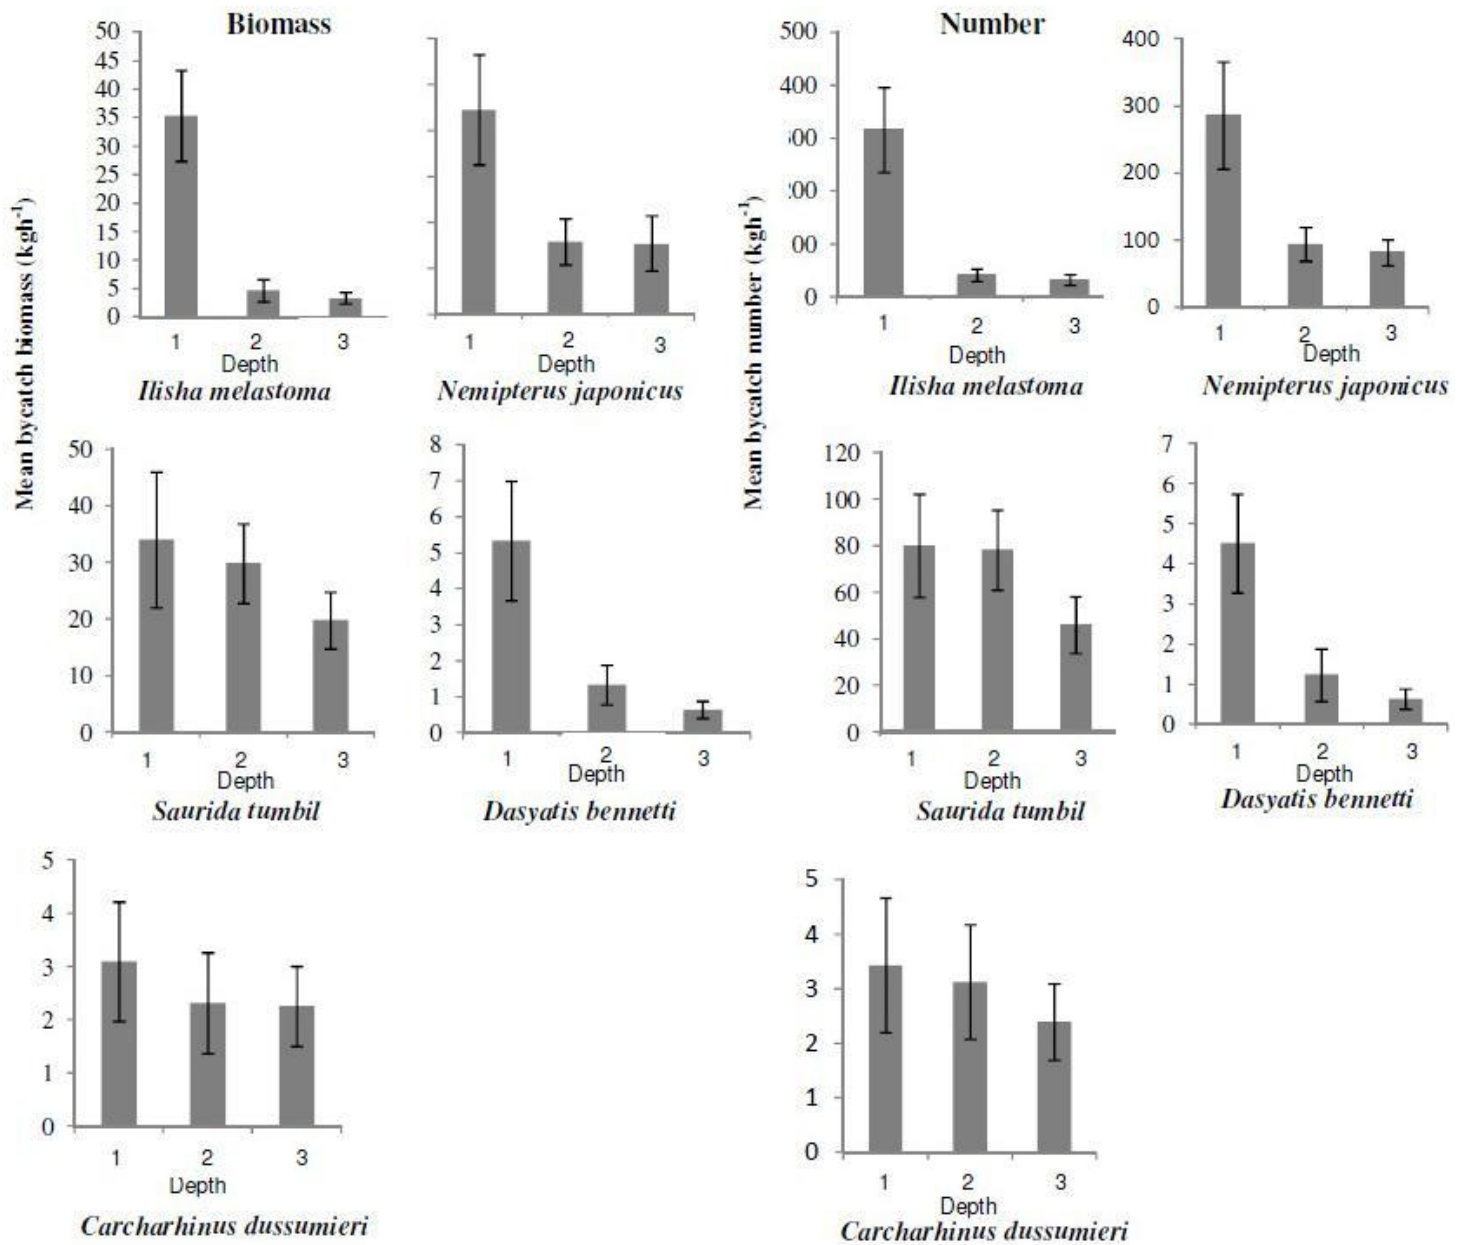 Biomass
Number
Mean bycatch biomass (kgh-1)
50
45
40
35
30
25
20
15
10
5
0
1 2 3
Depth
Ilisha melastoma
1 2 3
Depth
Nemipterus japonicus
Mean bycatch number (kgh-1)
500
400
300
200
00
0
1 2 3
Depth
Ilisha melastoma
400
300
200
100
0
1 2 3
Depth
Nemipterus japonicus
50
40
30
20
10
0
1 2 3
Depth
Saurida tumbil
8
7
6
5
4
3
2
1
0
1 2 3
Depth
Dasyatis bennetti
120
100
80
60
40
20
0
1 2 3
Depth
Saurida tumbil
7
6
5
4
3
2
1
0
1 2 3
Depth
Dasyatis bennetti
5
4
3
2
1
0
1 2 3
Depth
Carcharhinus dussumieri
5
4
3
2
1
0
1 2 3
Depth
Carcharhinus dussumieri